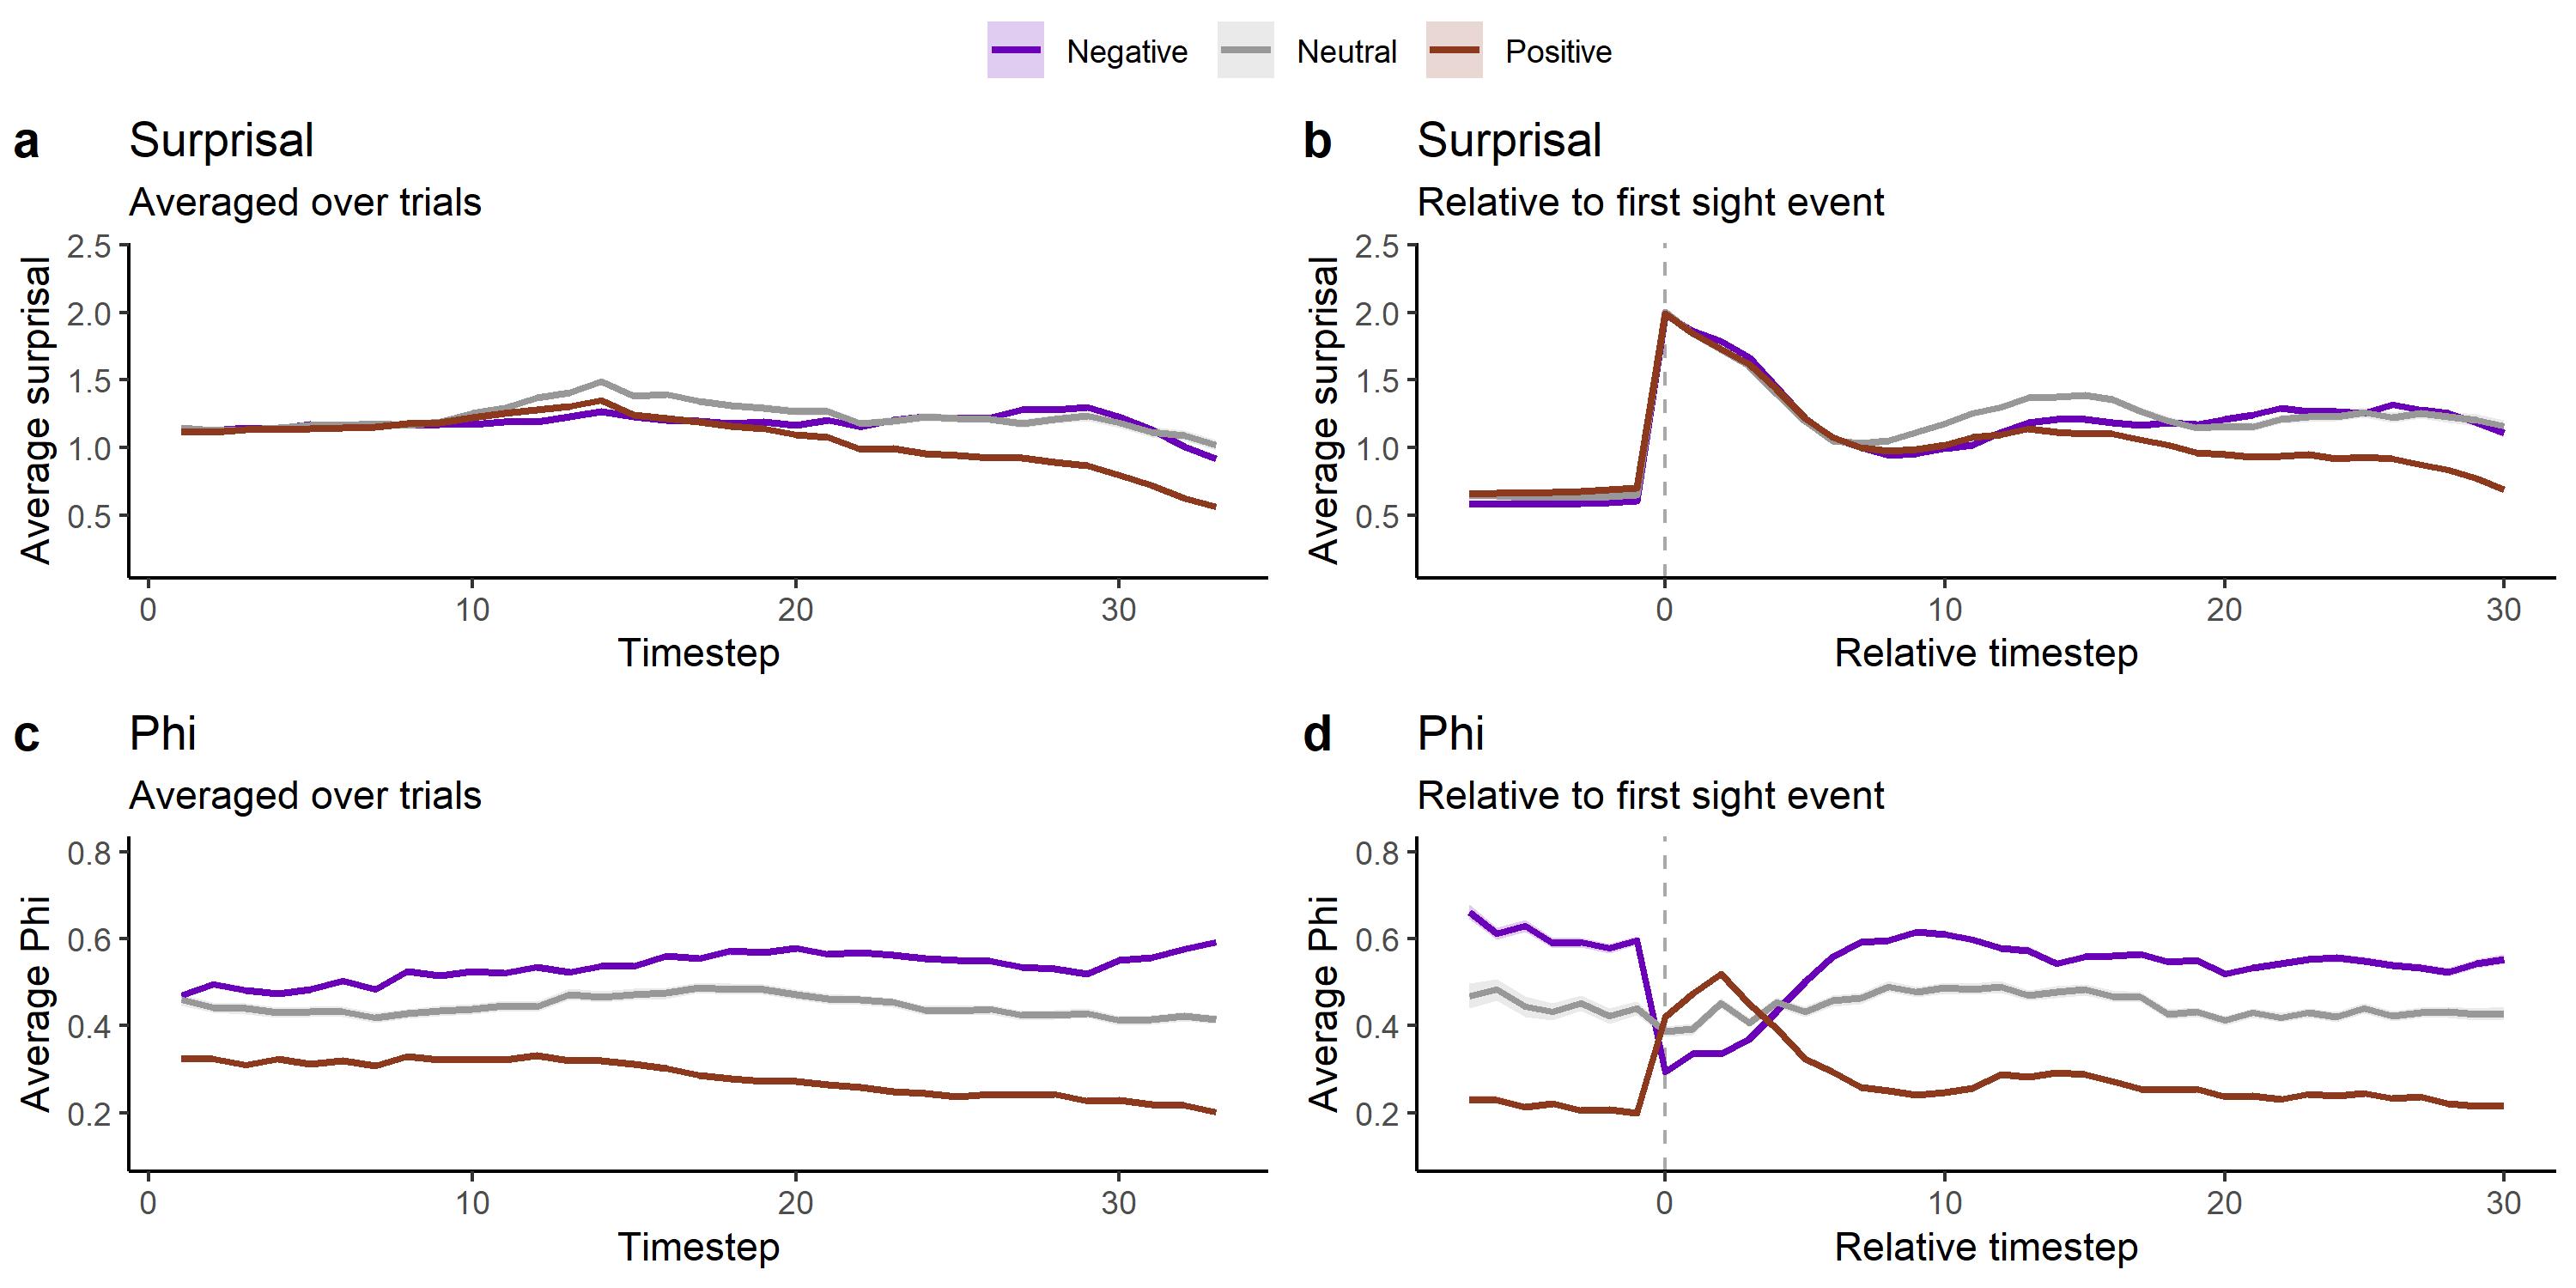 Negative Neutral Positive
a Surprisal
Averaged over trials
Average surprisal
2.5
2.0
1.5
1.0
0.5
0 10 20 30
Timestep
b Surprisal
Relative to first sight event
Average surprisal
2.5
2.0
1.5
1.0
0.5
0 10 20 30
Relative timestep
c Phi
Averaged over trials
Average Phi
0.8
0.6
0.4
0.2
0 10 20 30
Timestep
d Phi
Relative to first sight event
Average Phi
0.8
0.6
0.4
0.2
0 10 20 30
Relative timestep